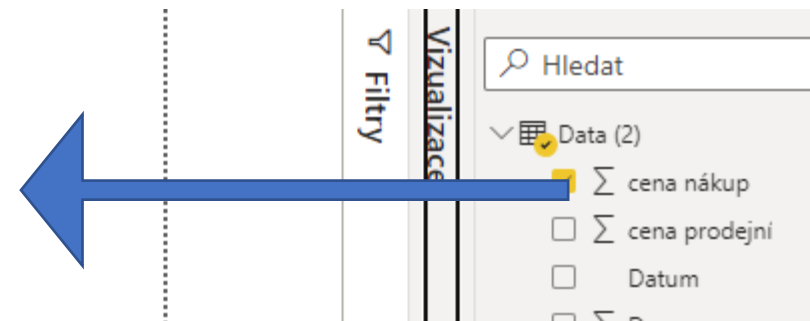 Filtry
Vizualizace
Hledat
Data (2)
cena nákup
cena prodejní
Datum